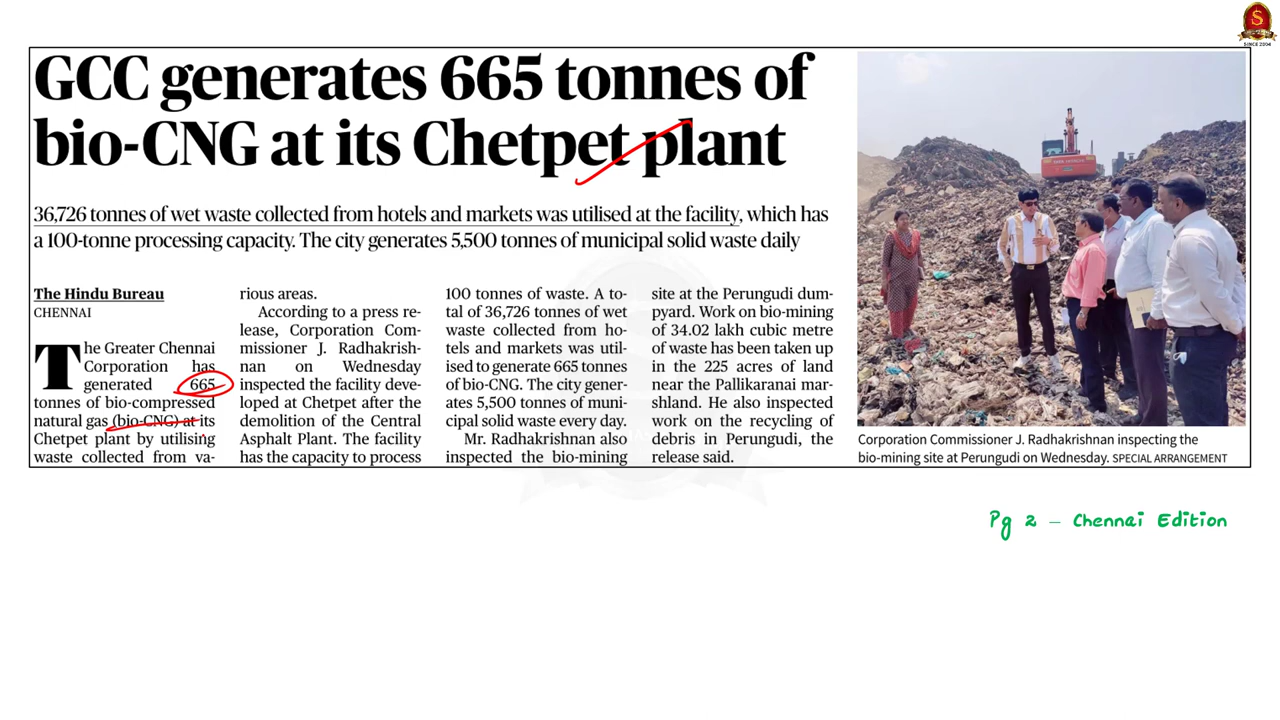 SINCE 2004
GCC generates 665 tonnes of
bio-CNG at its Chetpet plant
36,726 tonnes of wet waste collected from hotels and markets was utilised at the facility, which has
a 100-tonne processing capacity. The city generates 5,500 tonnes of municipal solid waste daily
The Hindu Bureau
CHENNAI
The Greater Chennai
Corporation has
generated 665
tonnes of bio-compressed
natural gas (bio-CNG) at its
Chetpet plant by utilising
waste collected from va-
rious areas.
According to a press re-
lease, Corporation Com-
missioner J. Radhakrish-
nan on Wednesday
inspected the facility deve-
loped at Chetpet after the
demolition of the Central
Asphalt Plant. The facility
has the capacity to process
100 tonnes of waste. A to-
tal of 36,726 tonnes of wet
waste collected from ho-
tels and markets was util-
ised to generate 665 tonnes
of bio-CNG. The city gener-
ates 5,500 tonnes of muni-
cipal solid waste every day.
Mr. Radhakrishnan also
inspected the bio-mining
site at the Perungudi dum-
pyard. Work on bio-mining
of 34.02 lakh cubic metre
of waste has been taken up
in the 225 acres of land
near the Pallikaranai mar-
shland. He also inspected
work on the recycling of
debris in Perungudi, the
release said.
Corporation Commissioner J. Radhakrishnan inspecting the
bio-mining site at Perungudi on Wednesday. SPECIAL ARRANGEMENT
Pg 2 – Chennai Edition